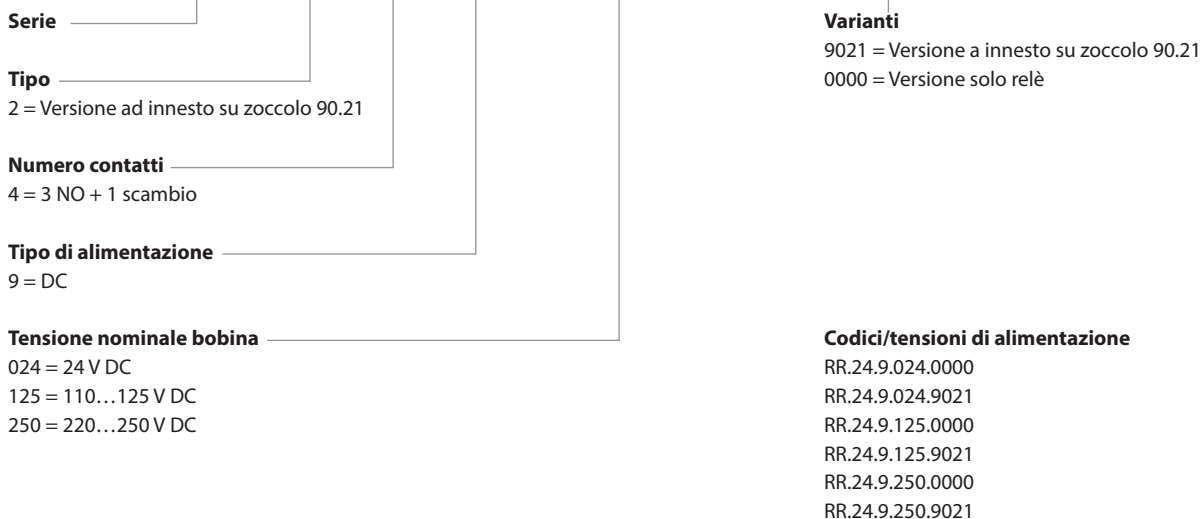 Serie
Tipo
2 = Versione ad innesto su zoccolo 90.21
Numero contatti
4 = 3 NO + 1 scambio
Tipo di alimentazione
9 = DC
Tensione nominale bobina
024 = 24 V DC
125 = 110…125 V DC
250 = 220…250 V DC
Varianti
9021 = Versione a innesto su zoccolo 90.21
0000 = Versione solo relè
Codici/tensioni di alimentazione
RR.24.9.024.0000
RR.24.9.024.9021
RR.24.9.125.0000
RR.24.9.125.9021
RR.24.9.250.0000
RR.24.9.250.9021